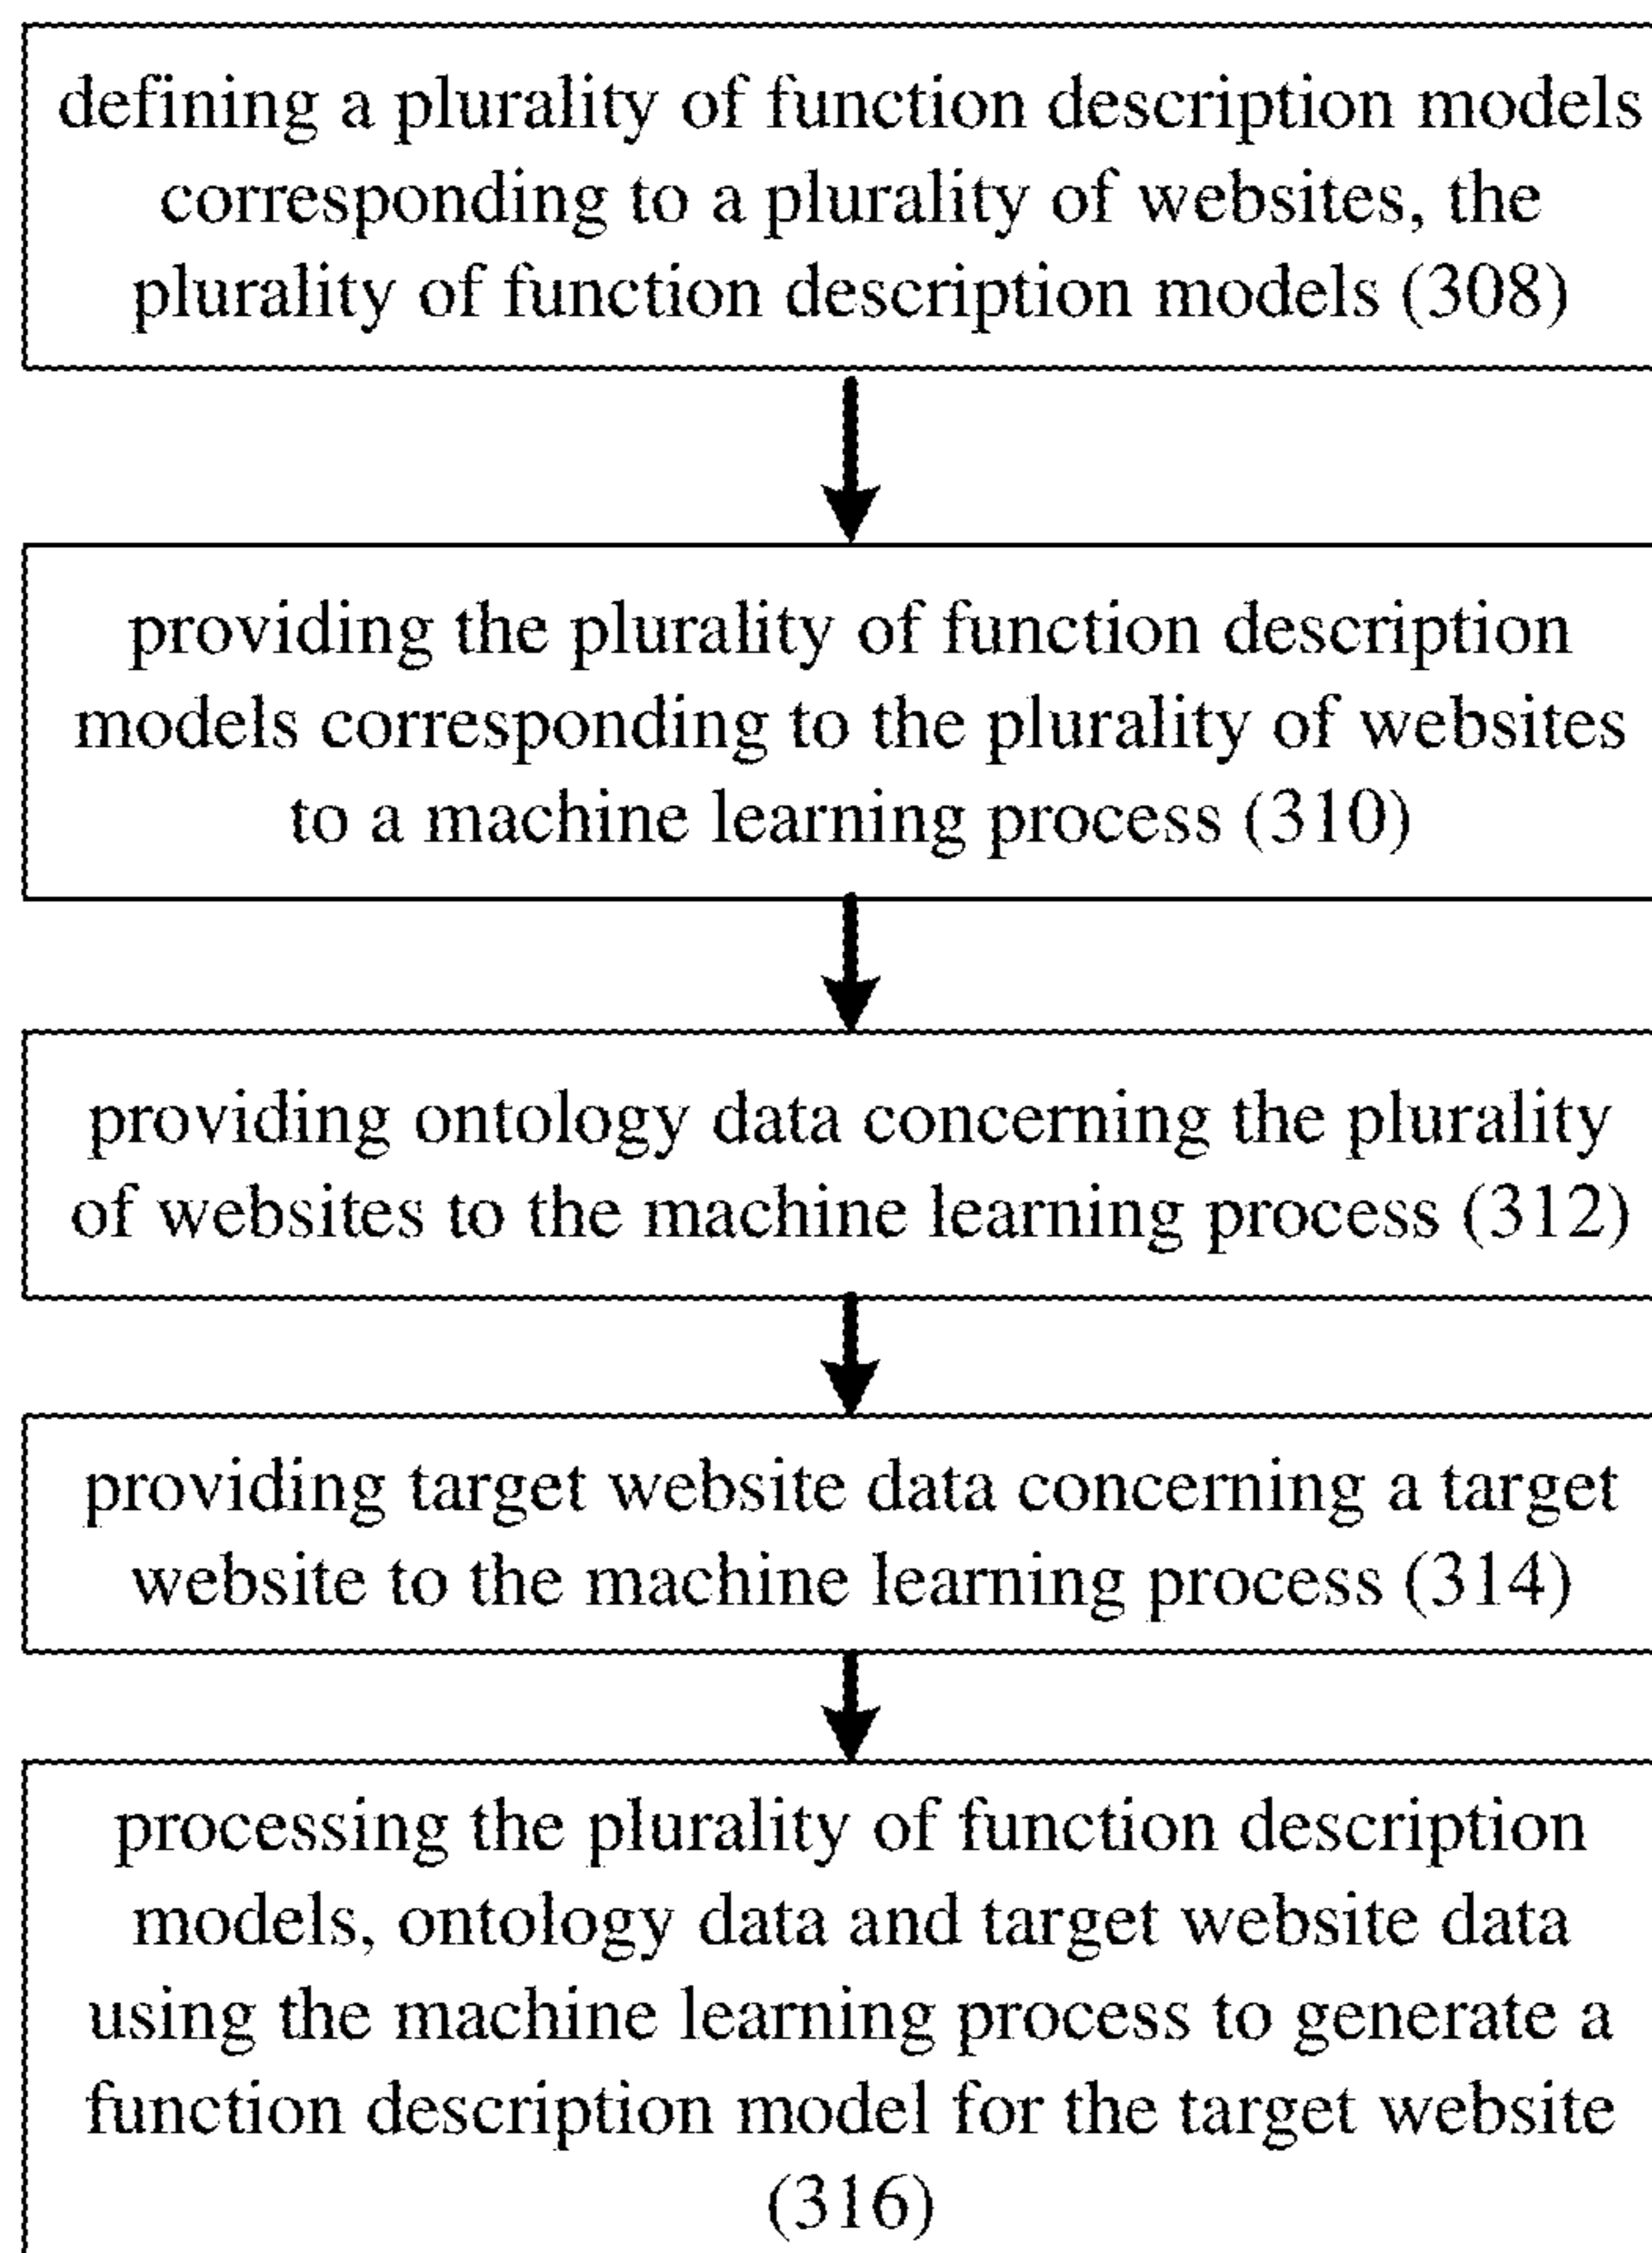 defining a plurality of function description models
corresponding to a plurality of websites, the
plurality of function description models (308)
providing the plurality of function description
models corresponding to the plurality of websites
to a machine learning process (310)
providing ontology data concerning the plurality
of websites to the machine learning process (312)
providing target website data concerning a target
website to the machine learning process (314)
processing the plurality of function description
models, ontology data and target website data
using the machine learning process to generate a
function description model for the target website
(316)